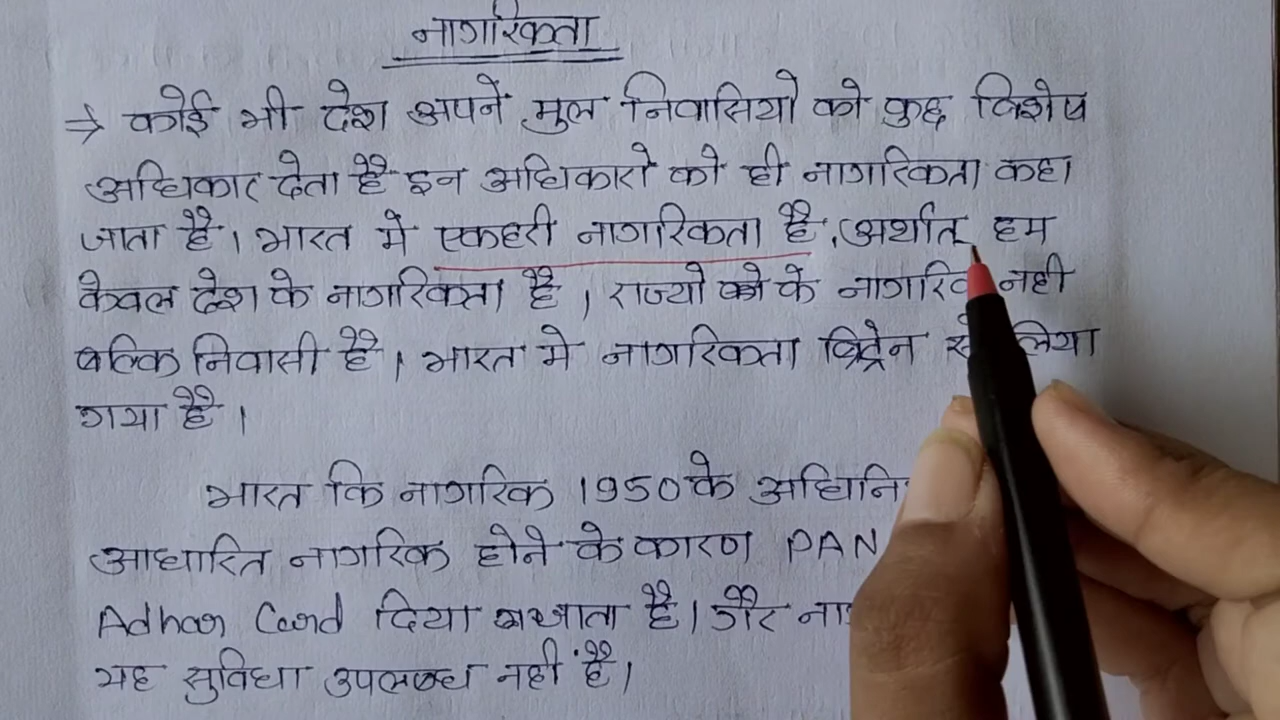 नागरिकता
→ कोई भी देश अपने मुल निवासियो को कुछ विशेष
अधिकार देता है इन अधिकारो को ही नागरिकता कहा
जाता है। भारत मे एकहरी नागरिकता है, अर्थात् हम
केवल देश के नागरिकता है, राज्यो के नागरिक नही
बल्कि निवासी है। भारत मे नागरिकता ब्रिट्रेन से लिया
गया है।
भारत कि नागरिक 1950 के
आधारित नागरिक होने के कारण PAN
Adhar Card दिया जाता है। गैर
यह सुविधा उपलब्ध नहीं है।